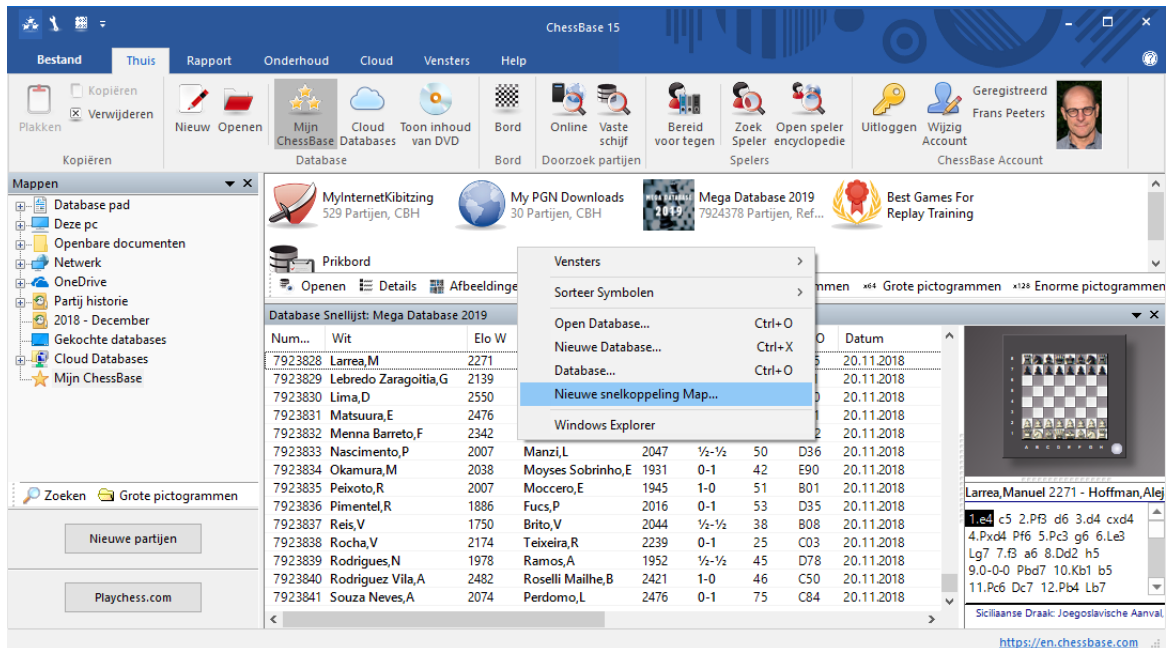 ChessBase 15
Bestand Thuis Rapport Onderhoud Cloud Vensters Help
Plakken
Kopiëren
Verwijderen
Kopiëren
Nieuw Openen
Mijn ChessBase
Cloud Databases
Toon inhoud van DVD
Database
Bord
Bord
Online
Vaste schijf
Doorzoek partijen
Bereid voor tegen
Zoek Speler
Open speler encyclopedie
Spelers
Uitloggen
Wijzig Account
Geregistreerd
Frans Peeters
ChessBase Account
Mappen
Database pad
Deze pc
Openbare documenten
Netwerk
OneDrive
Partij historie
2018 - December
Gekochte databases
Cloud Databases
Mijn ChessBase
Zoeken Grote pictogrammen
Nieuwe partijen
Playchess.com
MyInternetKibitzing
529 Partijen, CBH
My PGN Downloads
30 Partijen, CBH
MEGA DATABASE 2019
Mega Database 2019
7924378 Partijen, Ref...
Best Games For
Replay Training
Prikbord
Openen Details Afbeeldinge mmen x64 Grote pictogrammen x128 Enorme pictogrammen
Vensters
Sorteer Symbolen
Open Database... Ctrl+O
Nieuwe Database... Ctrl+X
Database... Ctrl+O
Nieuwe snelkoppeling Map...
Windows Explorer
Database Snellijst: Mega Database 2019
Num... Wit Elo W O Datum
7923828 Larrea,M 2271 20.11.2018
7923829 Lebredo Zaragoitia,G 2139 20.11.2018
7923830 Lima,D 2550 20.11.2018
7923831 Matsuura,E 2476 20.11.2018
7923832 Menna Barreto,F 2342 20.11.2018
7923833 Nascimento,P 2007 Manzi,L 2047 ½-½ 50 D36 20.11.2018
7923834 Okamura,M 2038 Moyses Sobrinho,E 1931 0-1 42 E90 20.11.2018
7923835 Peixoto,R 2007 Moccero,E 1945 1-0 51 B01 20.11.2018
7923836 Pimentel,R 1886 Fucs,P 2016 0-1 53 D35 20.11.2018
7923837 Reis,V 1750 Brito,V 2044 ½-½ 38 B08 20.11.2018
7923838 Rocha,V 2174 Teixeira,R 2239 0-1 25 C03 20.11.2018
7923839 Rodrigues,N 1978 Ramos,A 1952 ½-½ 45 D78 20.11.2018
7923840 Rodriguez Vila,A 2482 Roselli Mailhe,B 2421 1-0 46 C50 20.11.2018
7923841 Souza Neves,A 2074 Perdomo,L 2476 0-1 75 C84 20.11.2018
Larrea,Manuel 2271 - Hoffman,Alej
1.e4 c5 2.Pf3 d6 3.d4 cxd4
4.Pxd4 Pf6 5.Pc3 g6 6.Le3
Lg7 7.f3 a6 8.Dd2 h5
9.0-0-0 Pbd7 10.Kb1 b5
11.Pc6 Dc7 12.Pb4 Lb7
Siciliaanse Draak: Joegoslavische Aanval,
https://en.chessbase.com